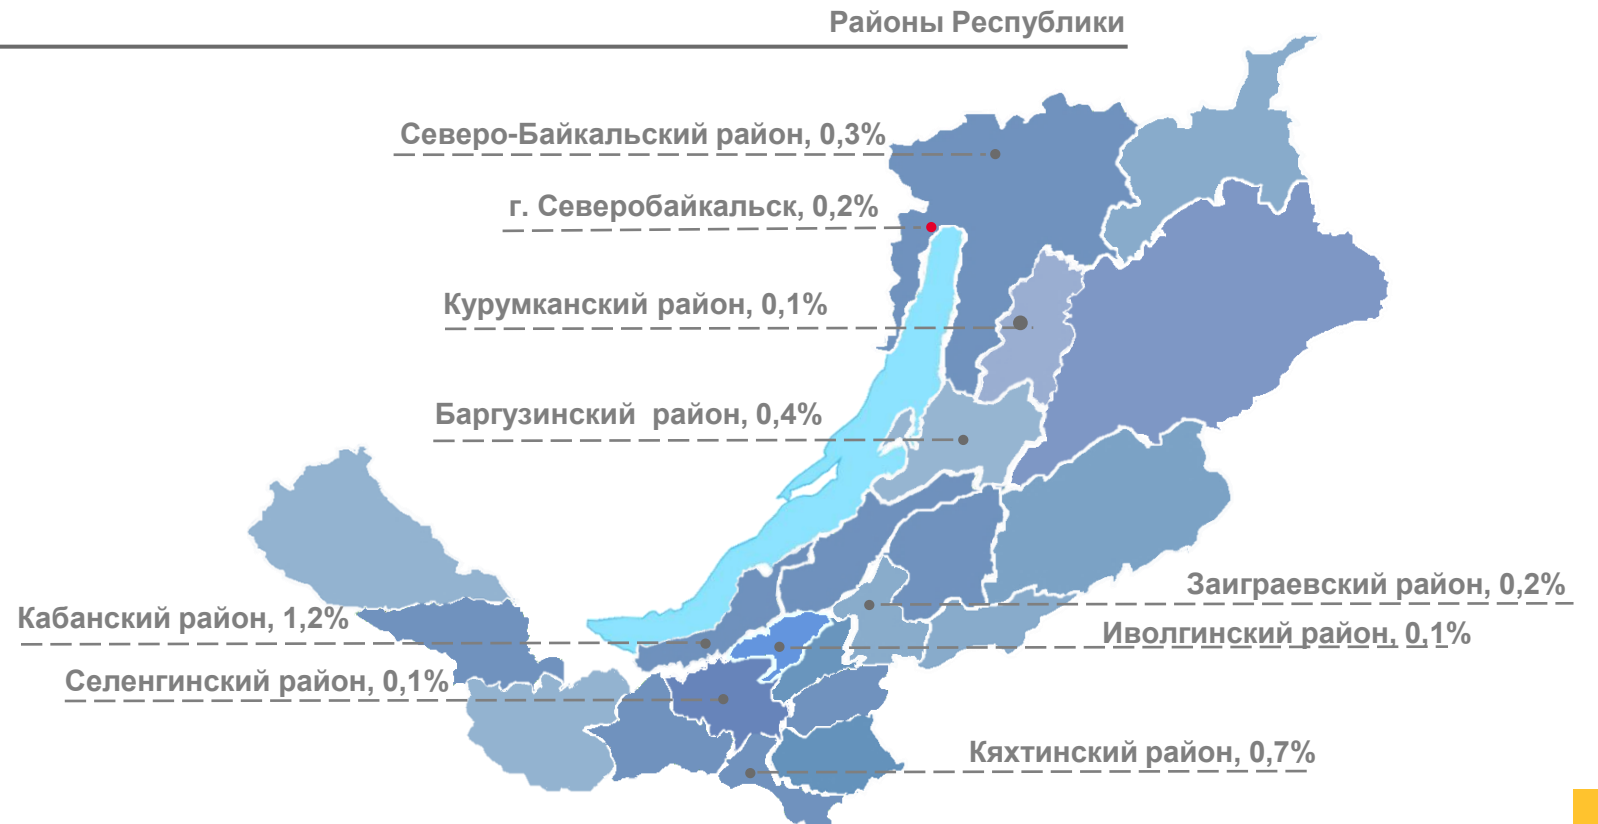 Районы Республики
Северо-Байкальский район, 0,3%
г. Северобайкальск, 0,2%
Курумканский район, 0,1%
Баргузинский район, 0,4%
Заиграевский район, 0,2%
Кабанский район, 1,2%
Иволгинский район, 0,1%
Селенгинский район, 0,1%
Кяхтинский район, 0,7%